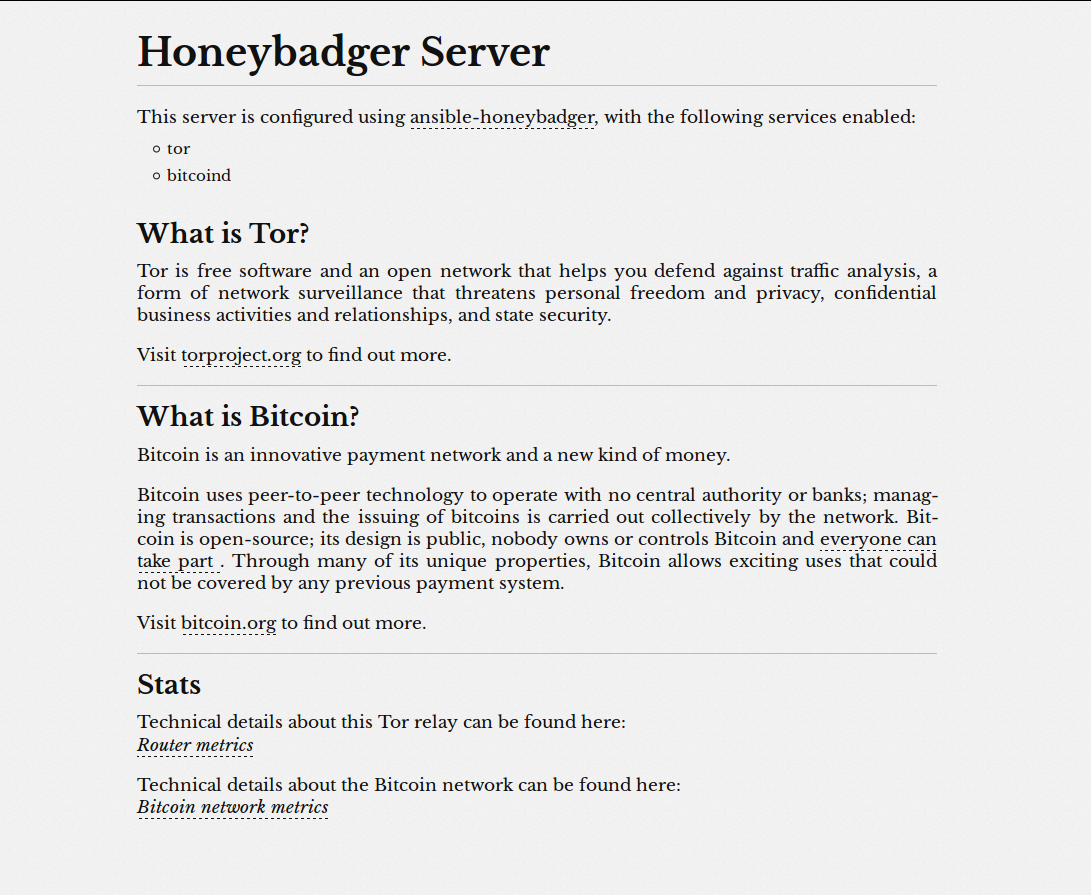 Honeybadger Server
This server is configured using ansible-honeybadger, with the following services enabled:
tor
bitcoind
What is Tor?
Tor is free software and an open network that helps you defend against traffic analysis, a
form of network surveillance that threatens personal freedom and privacy, confidential
business activities and relationships, and state security.
Visit torproject.org to find out more.
What is Bitcoin?
Bitcoin is an innovative payment network and a new kind of money.
Bitcoin uses peer-to-peer technology to operate with no central authority or banks; manag-
ing transactions and the issuing of bitcoins is carried out collectively by the network. Bit-
coin is open-source; its design is public, nobody owns or controls Bitcoin and everyone can
take part . Through many of its unique properties, Bitcoin allows exciting uses that could
not be covered by any previous payment system.
Visit bitcoin.org to find out more.
Stats
Technical details about this Tor relay can be found here:
Router metrics
Technical details about the Bitcoin network can be found here:
Bitcoin network metrics